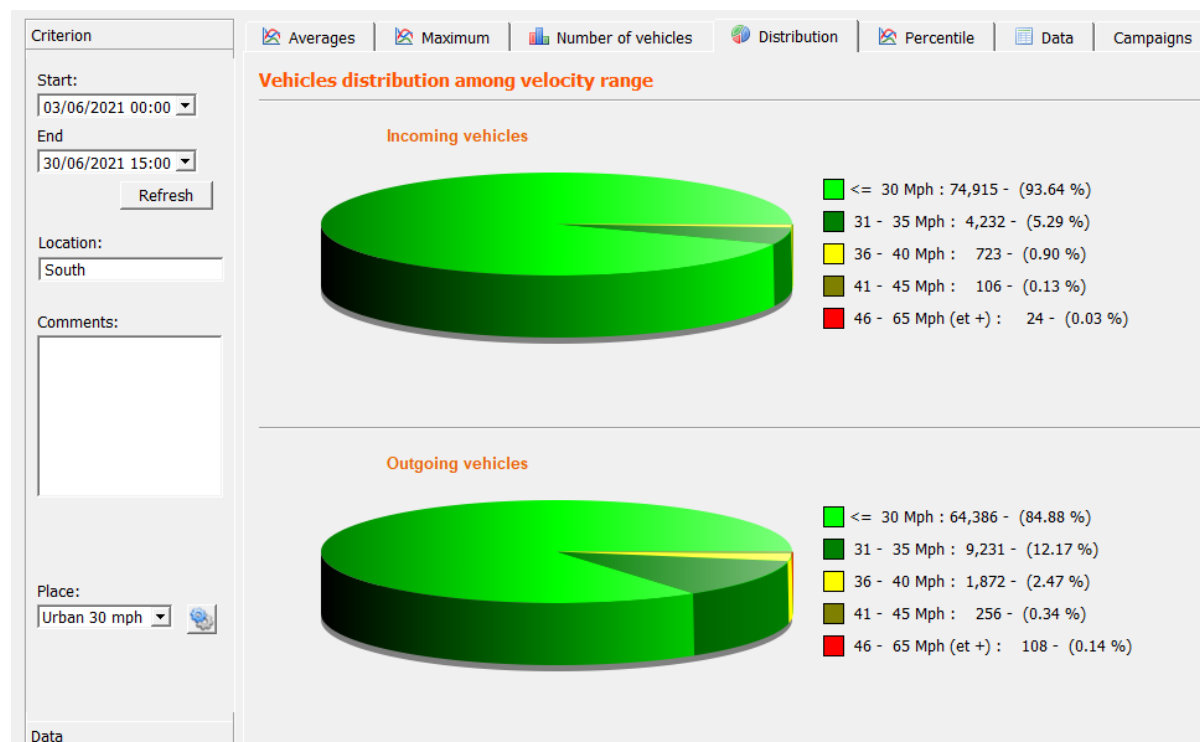 Criterion
Start:
03/06/2021 00:00
End
30/06/2021 15:00
Refresh
Location:
South
Comments:
Place:
Urban 30 mph
Data
Averages
Maximum
Number of vehicles
Distribution
Percentile
Data
Campaigns
Vehicles distribution among velocity range
Incoming vehicles
<= 30 Mph : 74,915 - (93.64 %)
31 - 35 Mph : 4,232 - (5.29 %)
36 - 40 Mph : 723 - (0.90 %)
41 - 45 Mph : 106 - (0.13 %)
46 - 65 Mph (et +) : 24 - (0.03 %)
Outgoing vehicles
<= 30 Mph : 64,386 - (84.88 %)
31 - 35 Mph : 9,231 - (12.17 %)
36 - 40 Mph : 1,872 - (2.47 %)
41 - 45 Mph : 256 - (0.34 %)
46 - 65 Mph (et +) : 108 - (0.14 %)